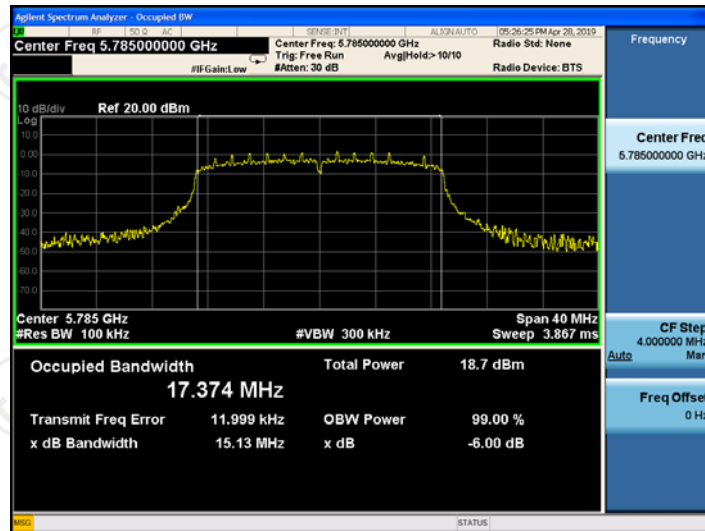 Agilent Spectrum Analyzer - Occupied BW
RF 50 Ω AC SENSE:INT ALIGN AUTO 05:26:25 PM Apr 28, 2019
Center Freq 5.785000000 GHz
Center Freq: 5.785000000 GHz
Radio Std: None
Trig: Free Run Avg|Hold:>10/10
#IFGain:Low #Atten: 30 dB Radio Device: BTS
Frequency
10 dB/div Ref 20.00 dBm
Log
10.0
0.00
-10.0
-20.0
-30.0
-40.0
-50.0
-60.0
-70.0
Center Freq
5.785000000 GHz
Center 5.785 GHz Span 40 MHz
#Res BW 100 kHz #VBW 300 kHz Sweep 3.867 ms
CF Step
4.000000 MHz
Auto Man
Freq Offset
0 Hz
Occupied Bandwidth Total Power 18.7 dBm
17.374 MHz
Transmit Freq Error 11.999 kHz OBW Power 99.00 %
x dB Bandwidth 15.13 MHz x dB -6.00 dB
MSG STATUS